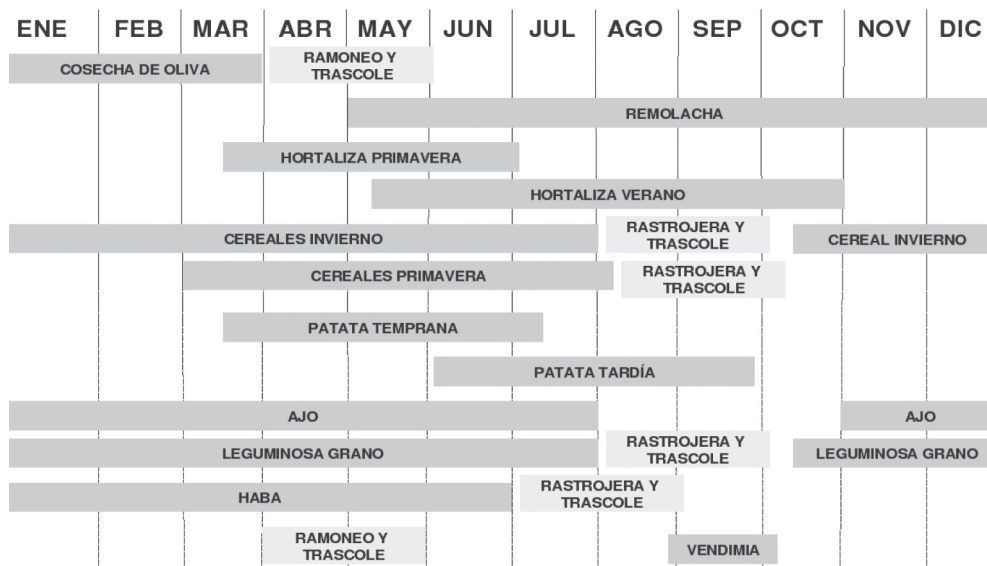 ENE FEB MAR ABR MAY JUN JUL AGO SEP OCT NOV DIC
COSECHA DE OLIVA
RAMONEO Y
TRASCOLE
REMOLACHA
HORTALIZA PRIMAVERA
HORTALIZA VERANO
CEREALES INVIERNO
RASTROJERA Y
TRASCOLE
CEREAL INVIERNO
CEREALES PRIMAVERA
RASTROJERA Y
TRASCOLE
PATATA TEMPRANA
PATATA TARDÍA
AJO
AJO
LEGUMINOSA GRANO
RASTROJERA Y
TRASCOLE
LEGUMINOSA GRANO
HABA
RASTROJERA Y
TRASCOLE
RAMONEO Y
TRASCOLE
VENDIMIA